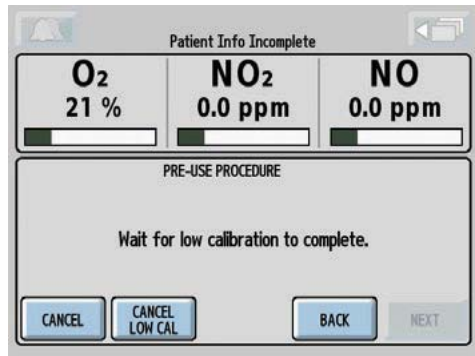 Patient Info Incomplete
O2 NO2 NO
21 % 0.0 ppm 0.0 ppm
PRE-USE PROCEDURE
Wait for low calibration to complete.
CANCEL CANCEL LOW CAL BACK NEXT